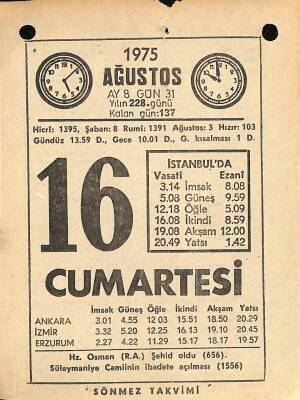 1975
AĞUSTOS
AY 8 GÜN 31
Yılın 228.günü
Kalan gün:137
Hicrî: 1395, Şaban: 8 Rumî: 1391 Ağustos: 3 Hızır: 103
Gündüz 13.59 D., Gece 10.01 D., G. kısalması 1 D.
16
İSTANBUL'DA
Vasatî Ezanî
3.14 İmsak 8.08
5.08 Güneş 9.59
12.18 Öğle 5.09
16.08 İkindi 8.59
19.08 Akşam 12.00
20.49 Yatsı 1.42
CUMARTESİ
İmsak Güneş Öğle İkindi Akşam Yatsı
ANKARA 3.01 4.55 12.03 15.51 18.50 20.29
İZMİR 3.32 5.20 12.25 16.13 19.10 20.45
ERZURUM 2.27 4.22 11.29 15.17 18.17 19.57
Hz. Osman (R.A.) Şehid oldu (656).
Süleymaniye Camiinin ibadete açılması (1556)
SÖNMEZ TAKVİMİ